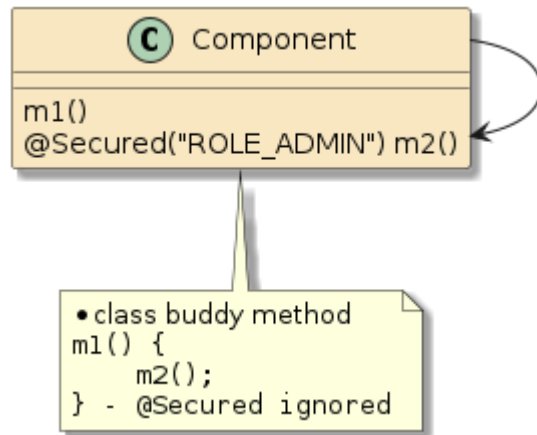 C Component
m1()
@Secured("ROLE_ADMIN") m2()
•class buddy method
m1() {
    m2();
} - @Secured ignored